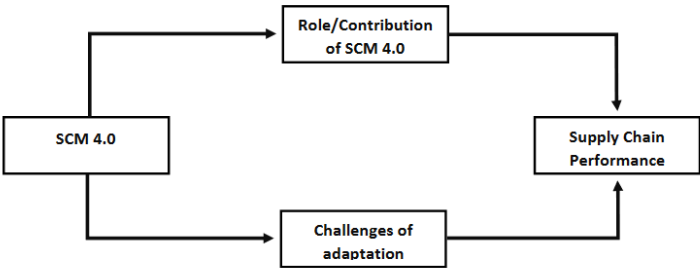 Role/Contribution
of SCM 4.0
SCM 4.0
Supply Chain
Performance
Challenges of
adaptation